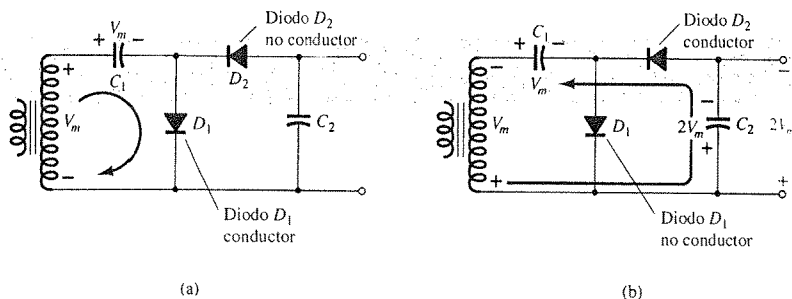 Diodo D₂
no conductor
+ Vₘ −
C₁
D₂
+
Vₘ
−
D₁
C₂
Diodo D₁
conductor
(a)
Diodo D₂
conductor
C₁
+ −
Vₘ
−
Vₘ
+
D₁
−
2Vₘ
+
C₂
−
2Vₘ
+
Diodo D₁
no conductor
(b)